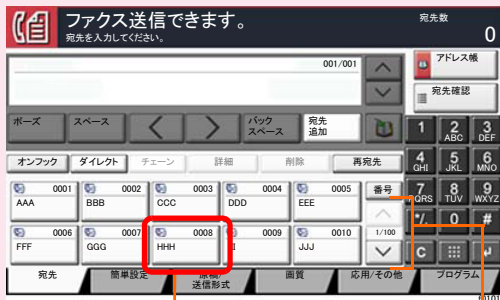 ファクス送信できます。
宛先を入力してください。
宛先数
0
001/001
アドレス帳
宛先確認
ポーズ スペース バック スペース 宛先 追加
1 2 ABC 3 DEF
オンフック ダイレクト チェーン 詳細 削除 再宛先
4 GHI 5 JKL 6 MNO
0001 0002 0003 0004 0005 番号
AAA BBB CCC DDD EEE
7 PQRS 8 TUV 9 WXYZ
0006 0007 0008 0009 0010 1/100
FFF GGG HHH JJJ
*/. 0 #
C
宛先 簡単設定 原稿/ 送信形式 画質 応用/その他 プログラム